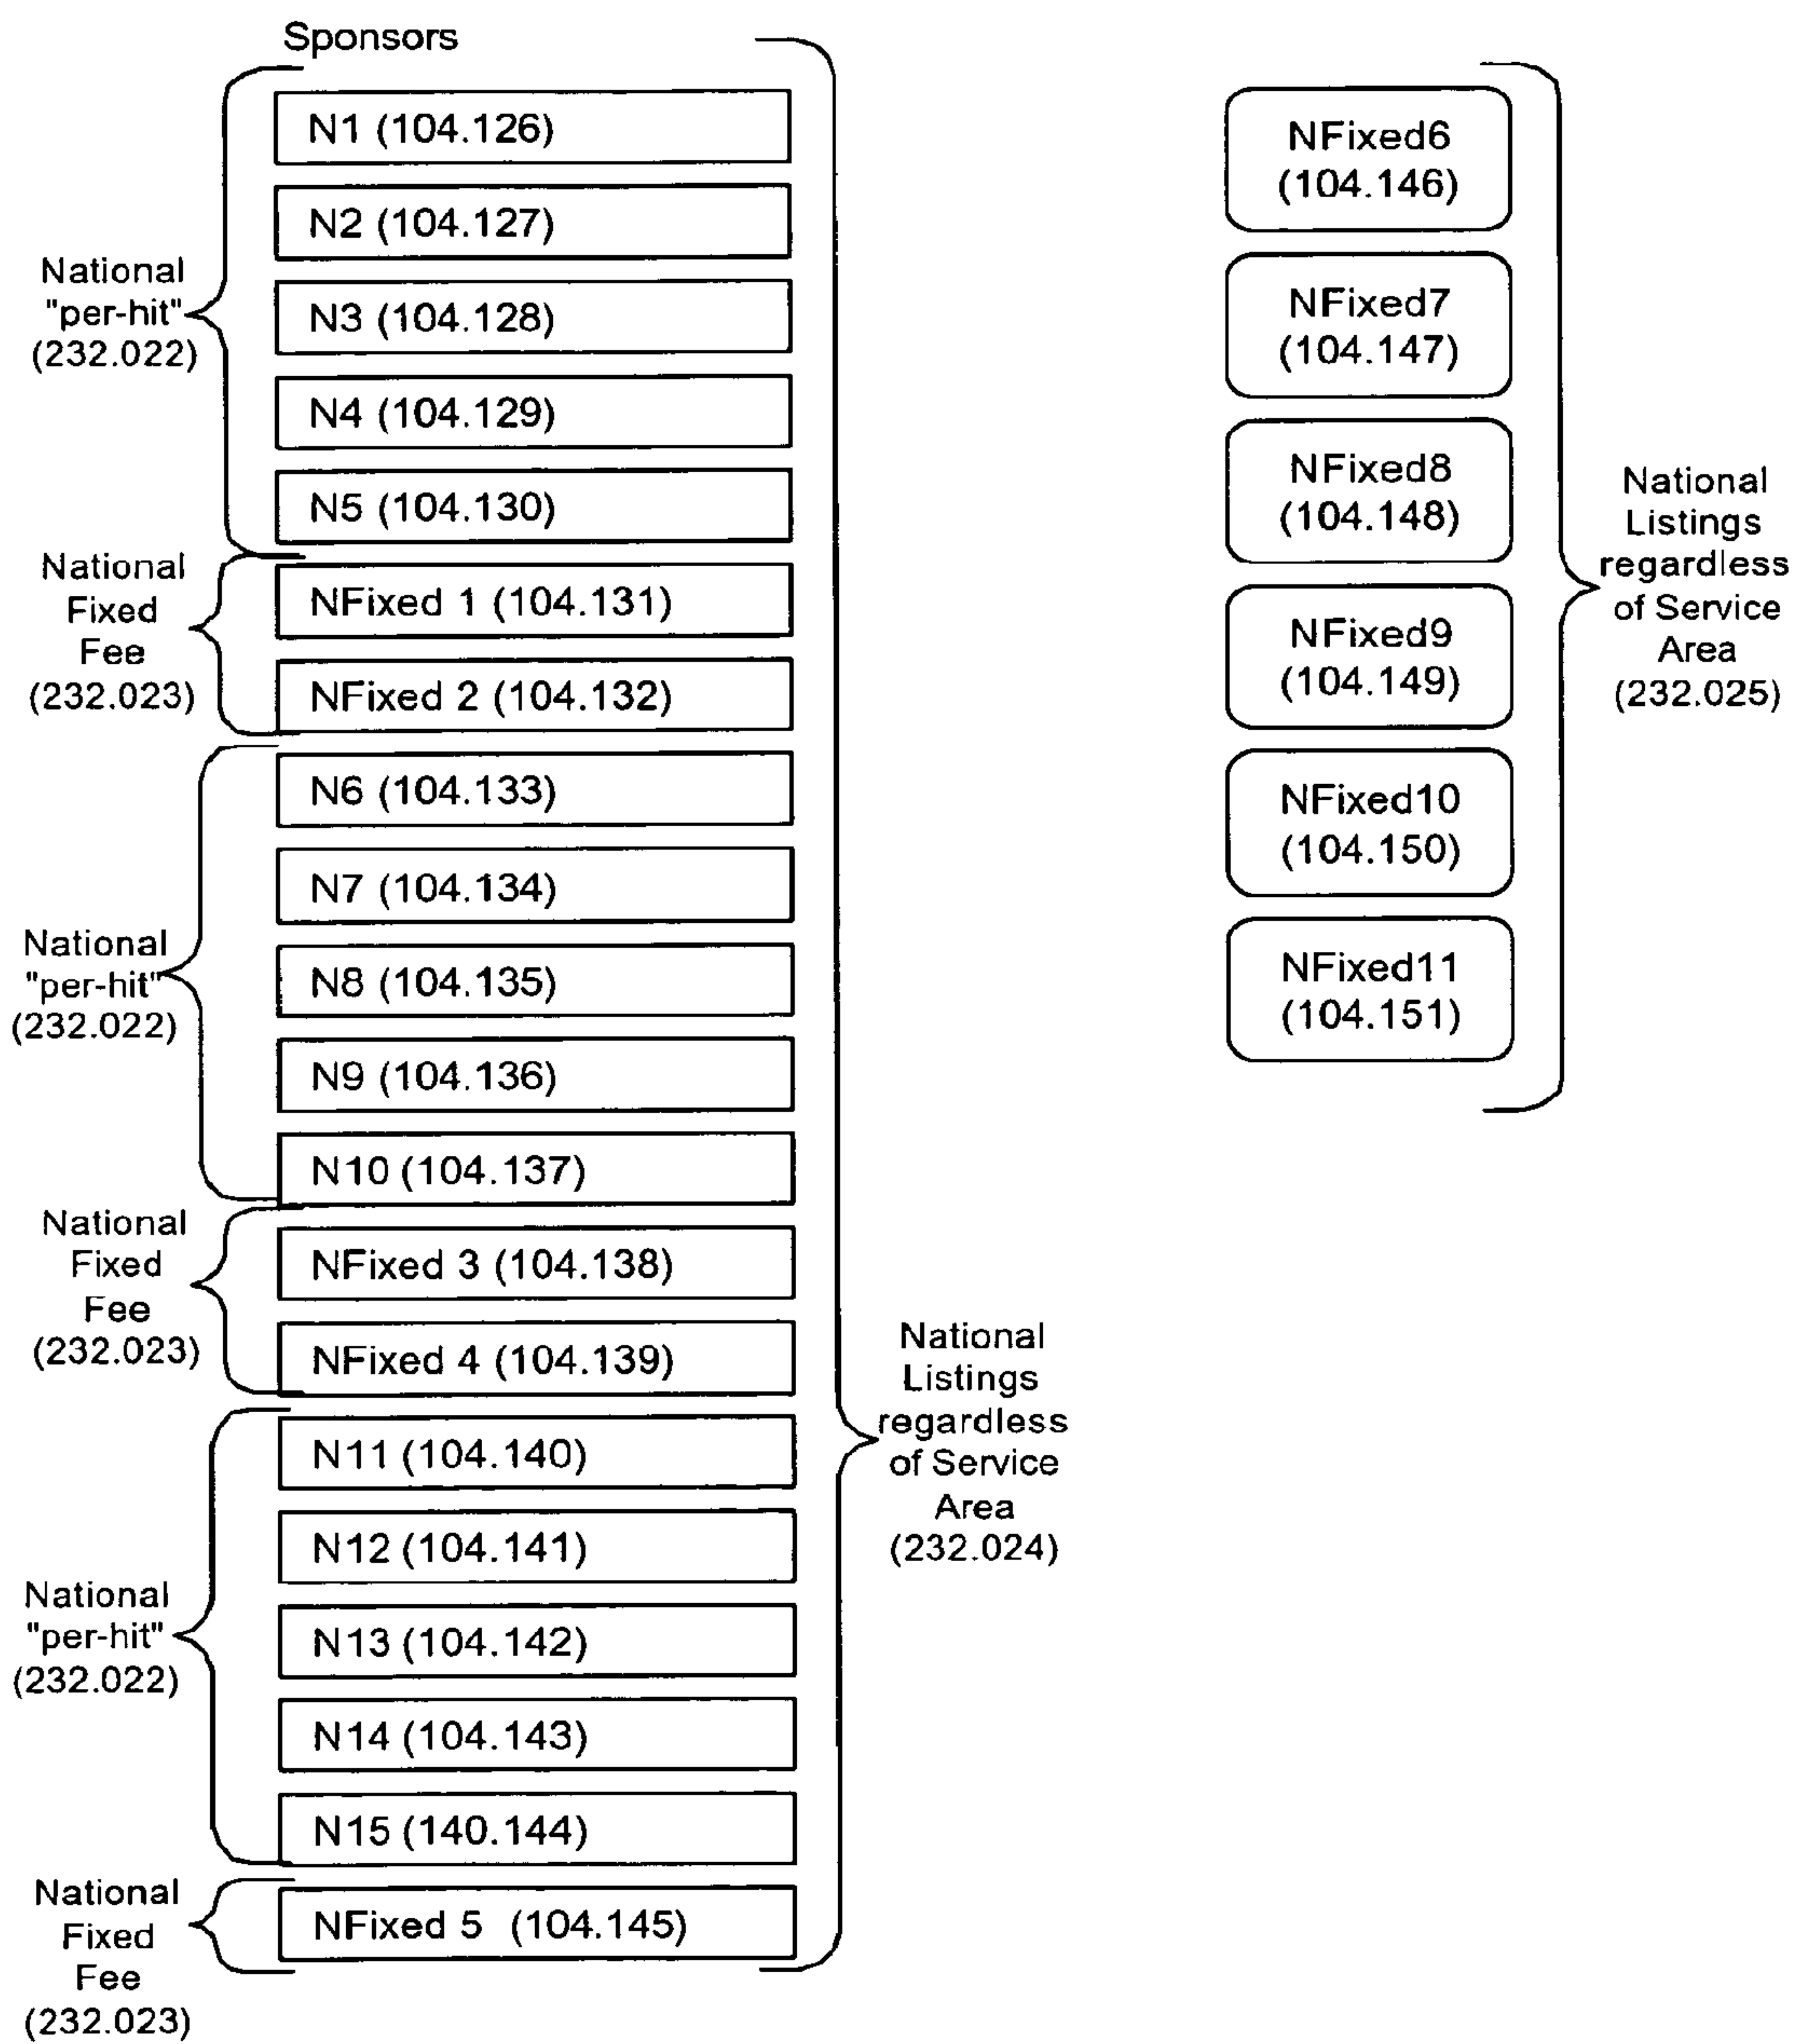 Sponsors
National
"per-hit"
(232.022)
N1 (104.126)
N2 (104.127)
N3 (104.128)
N4 (104.129)
N5 (104.130)
National
Fixed
Fee
(232.023)
NFixed 1 (104.131)
NFixed 2 (104.132)
National
"per-hit"
(232.022)
N6 (104.133)
N7 (104.134)
N8 (104.135)
N9 (104.136)
N10 (104.137)
National
Fixed
Fee
(232.023)
NFixed 3 (104.138)
NFixed 4 (104.139)
National
"per-hit"
(232.022)
N11 (104.140)
N12 (104.141)
N13 (104.142)
N14 (104.143)
N15 (140.144)
National
Fixed
Fee
(232.023)
NFixed 5 (104.145)
National
Listings
regardless
of Service
Area
(232.024)
NFixed6
(104.146)
NFixed7
(104.147)
NFixed8
(104.148)
NFixed9
(104.149)
NFixed10
(104.150)
NFixed11
(104.151)
National
Listings
regardless
of Service
Area
(232.025)